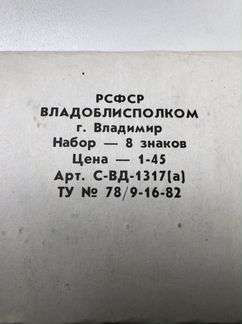 РСФСР
ВЛАДОБЛИСПОЛКОМ
г. Владимир
Набор — 8 знаков
Цена — 1-45
Арт. С-ВД-1317(а)
ТУ № 78/9-16-82